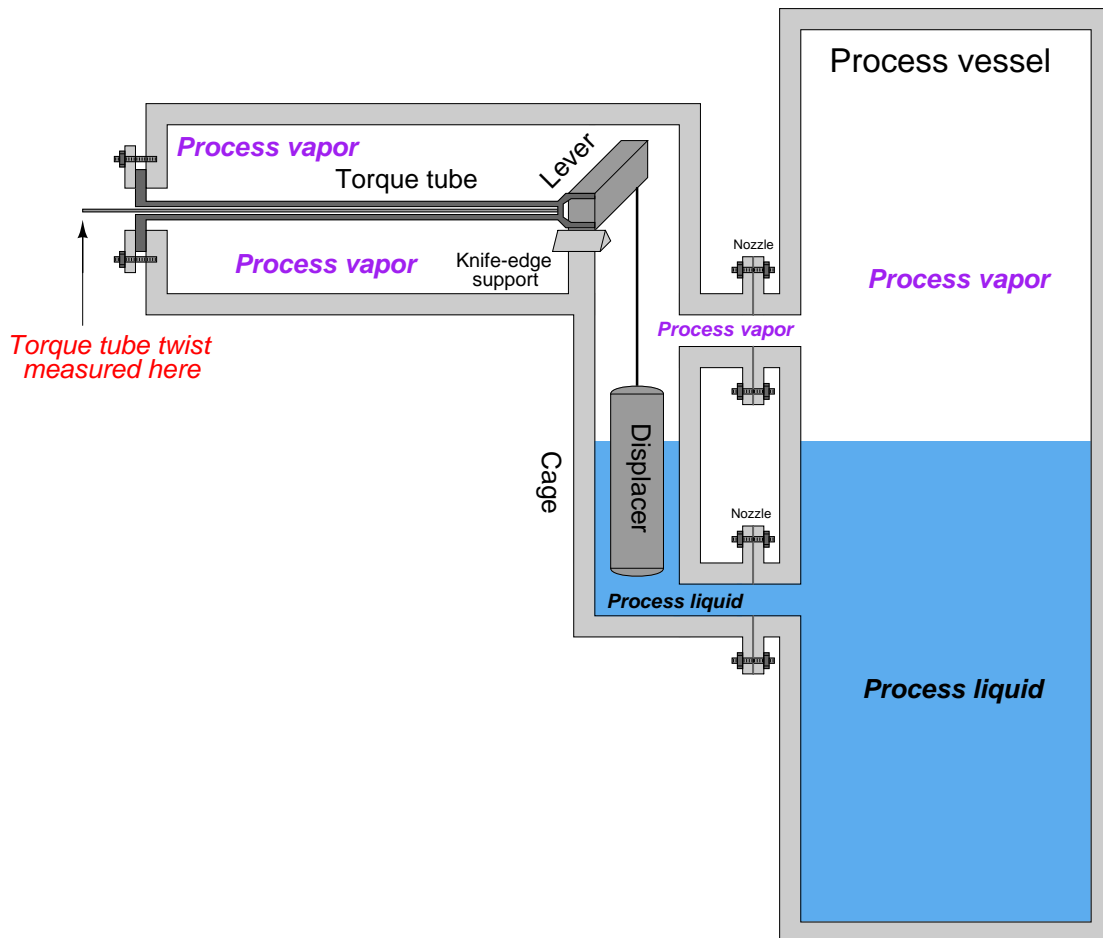 Process vessel
Process vapor
Lever
Torque tube
Nozzle
Process vapor
Knife-edge
support
Process vapor
Process vapor
Torque tube twist
measured here
Displacer
Cage
Nozzle
Process liquid
Process liquid